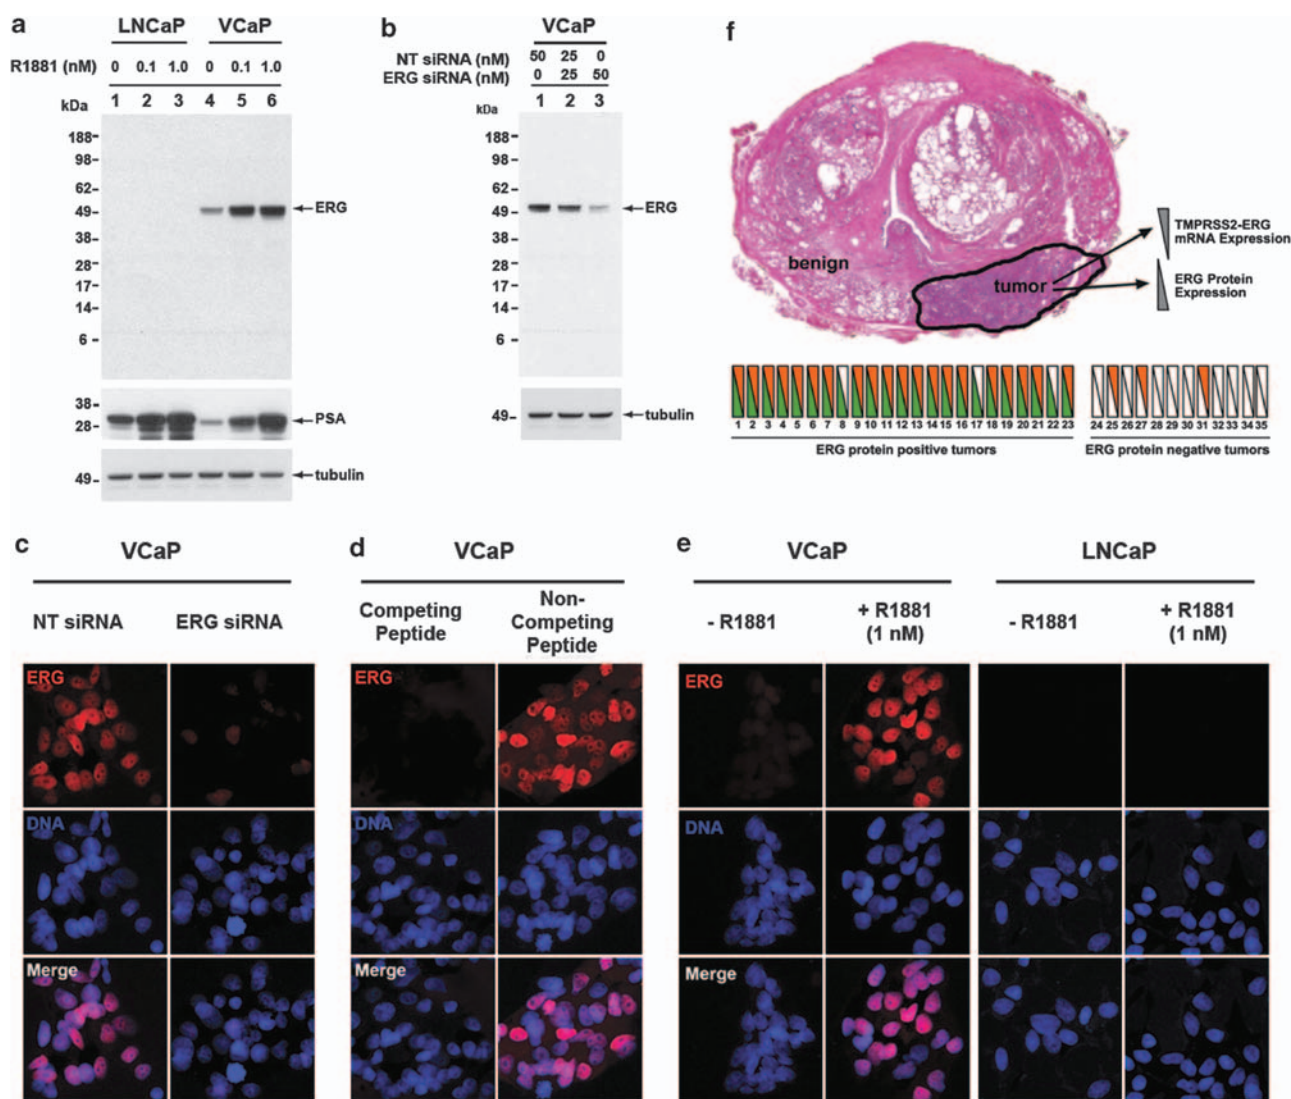 a
LNCaP VCaP
R1881 (nM) 0 0.1 1.0 0 0.1 1.0
1 2 3 4 5 6
kDa
188-
98-
62-
49-
38-
28-
17-
14-
6 -
ERG
38-
28-
PSA
49-
tubulin
b
VCaP
NT siRNA (nM) 50 25 0
ERG siRNA (nM) 0 25 50
1 2 3
kDa
188-
98-
62-
49-
38-
28-
17-
14-
6 -
ERG
49-
tubulin
f
benign
tumor
TMPRSS2-ERG
mRNA Expression
ERG Protein
Expression
1 2 3 4 5 6 7 8 9 10 11 12 13 14 15 16 17 18 19 20 21 22 23
ERG protein positive tumors
24 25 26 27 28 29 30 31 32 33 34 35
ERG protein negative tumors
c
VCaP
NT siRNA ERG siRNA
ERG
DNA
Merge
d
VCaP
Competing
Peptide
Non-
Competing
Peptide
ERG
DNA
Merge
e
VCaP LNCaP
- R1881
+ R1881
(1 nM)
- R1881
+ R1881
(1 nM)
ERG
DNA
Merge